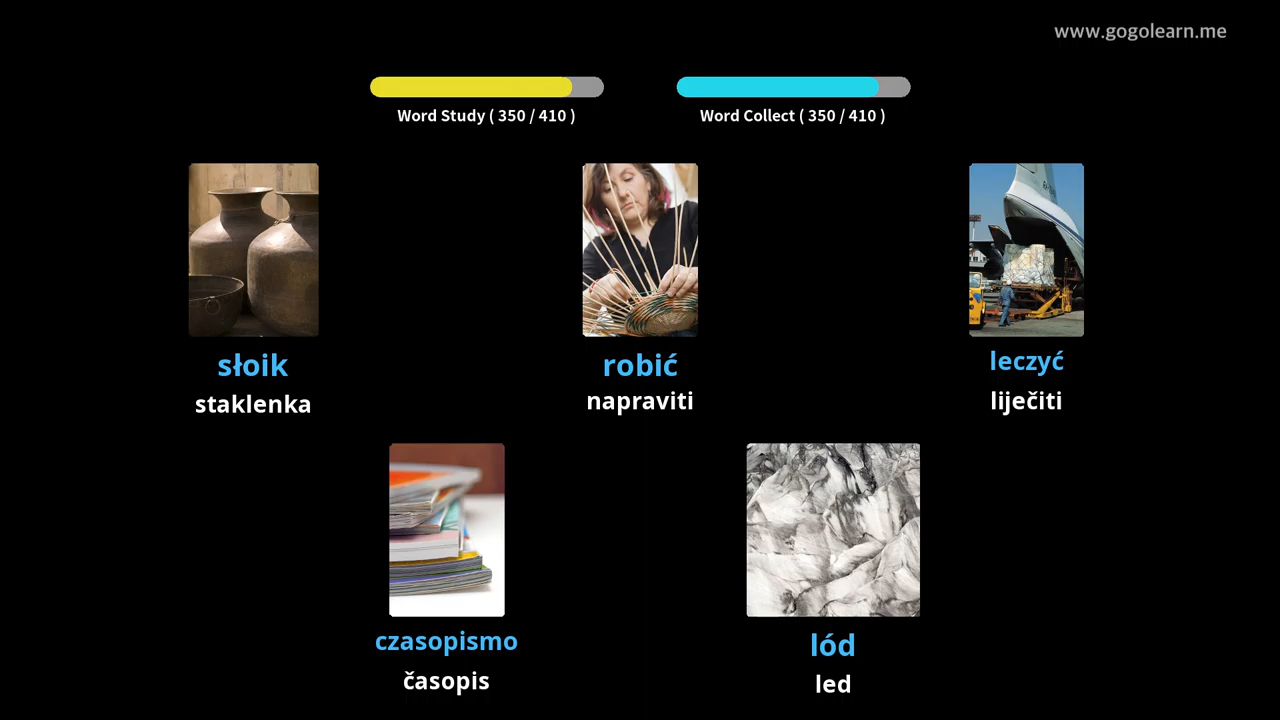 www.gogolearn.me
Word Study ( 350 / 410 )
Word Collect ( 350 / 410 )
słoik
robić
leczyć
staklenka
napraviti
liječiti
czasopismo
lód
časopis
led